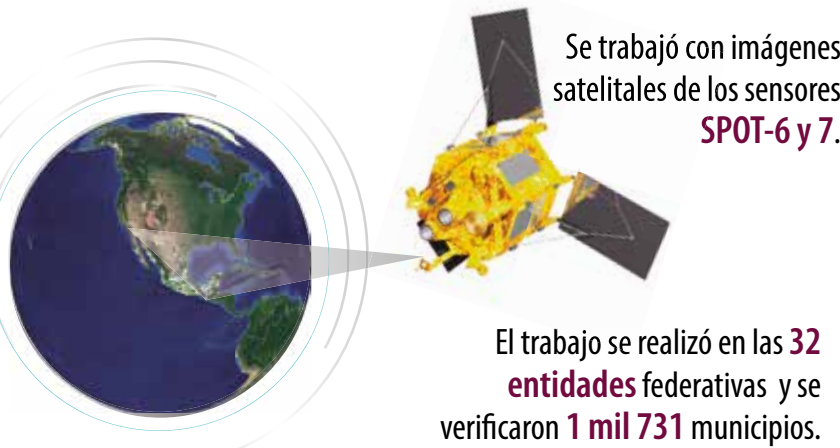 Se trabajó con imágenes
satelitales de los sensores
SPOT-6 y 7.
El trabajo se realizó en las 32
entidades federativas y se
verificaron 1 mil 731 municipios.